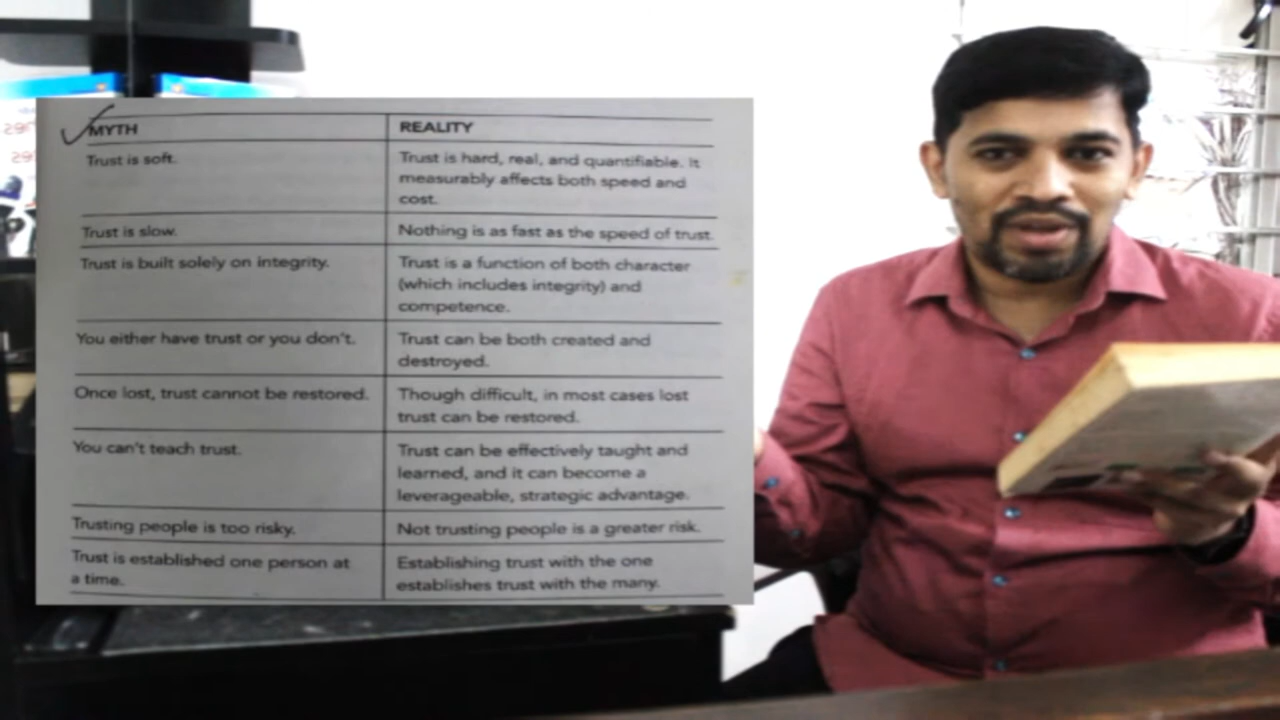 MYTH REALITY
Trust is soft. Trust is hard, real, and quantifiable. It
measurably affects both speed and
cost.
Trust is slow. Nothing is as fast as the speed of trust.
Trust is built solely on integrity. Trust is a function of both character
(which includes integrity) and
competence.
You either have trust or you don't. Trust can be both created and
destroyed.
Once lost, trust cannot be restored. Though difficult, in most cases lost
trust can be restored.
You can't teach trust. Trust can be effectively taught and
learned, and it can become a
leverageable, strategic advantage.
Trusting people is too risky. Not trusting people is a greater risk.
Trust is established one person at Establishing trust with the one
a time. establishes trust with the many.